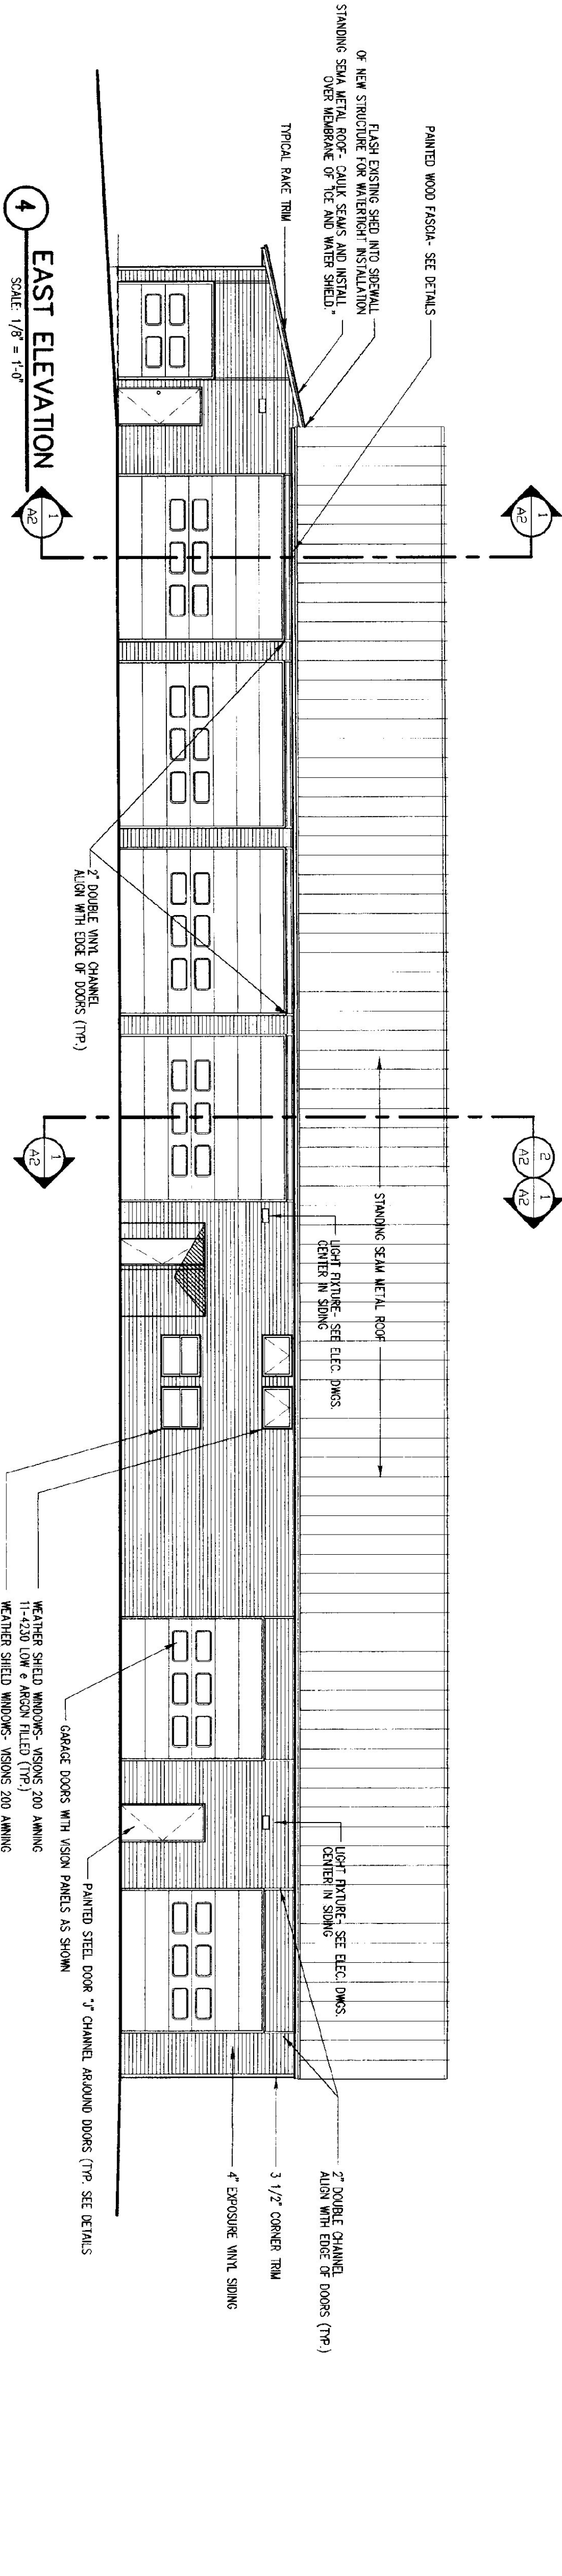 PAINTED WOOD FASCIA- SEE DETAILS
FLASH EXISTING SHED INTO SIDEWALL
OF NEW STRUCTURE FOR WATERTIGHT INSTALLATION
STANDING SEMA METAL ROOF- CAULK SEAMS AND INSTALL
OVER MEMBRANE OF "ICE AND WATER SHIELD."
TYPICAL RAKE TRIM
1
A2
2
A2
1
A2
STANDING SEAM METAL ROOF
LIGHT FIXTURE- SEE ELEC. DWGS.
CENTER IN SIDING
LIGHT FIXTURE- SEE ELEC. DWGS.
CENTER IN SIDING
2" DOUBLE CHANNEL
ALIGN WITH EDGE OF DOORS (TYP.)
3 1/2" CORNER TRIM
4" EXPOSURE VINYL SIDING
2" DOUBLE VINYL CHANNEL
ALIGN WITH EDGE OF DOORS (TYP.)
PAINTED STEEL DOOR "J" CHANNEL ARJOUND DDORS (TYP. SEE DETAILS
GARAGE DOORS WITH VISION PANELS AS SHOWN
WEATHER SHIELD WINDOWS- VISIONS 200 AWNING
11-4230 LOW e ARGON FILLED (TYP.)
WEATHER SHIELD WINDOWS- VISIONS 200 AWNING
1
A2
1
A2
4
EAST ELEVATION
SCALE: 1/8" = 1'-0"